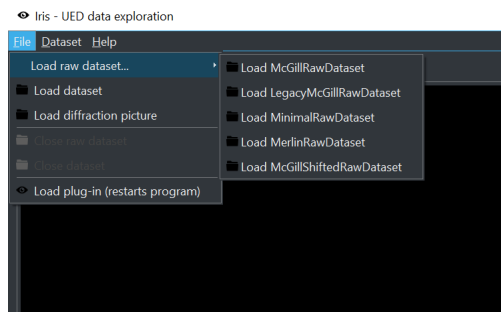 Iris - UED data exploration
File Dataset Help
Load raw dataset...
Load dataset
Load diffraction picture
Close raw dataset
Close dataset
Load plug-in (restarts program)
Load McGillRawDataset
Load LegacyMcGillRawDataset
Load MinimalRawDataset
Load MerlinRawDataset
Load McGillShiftedRawDataset